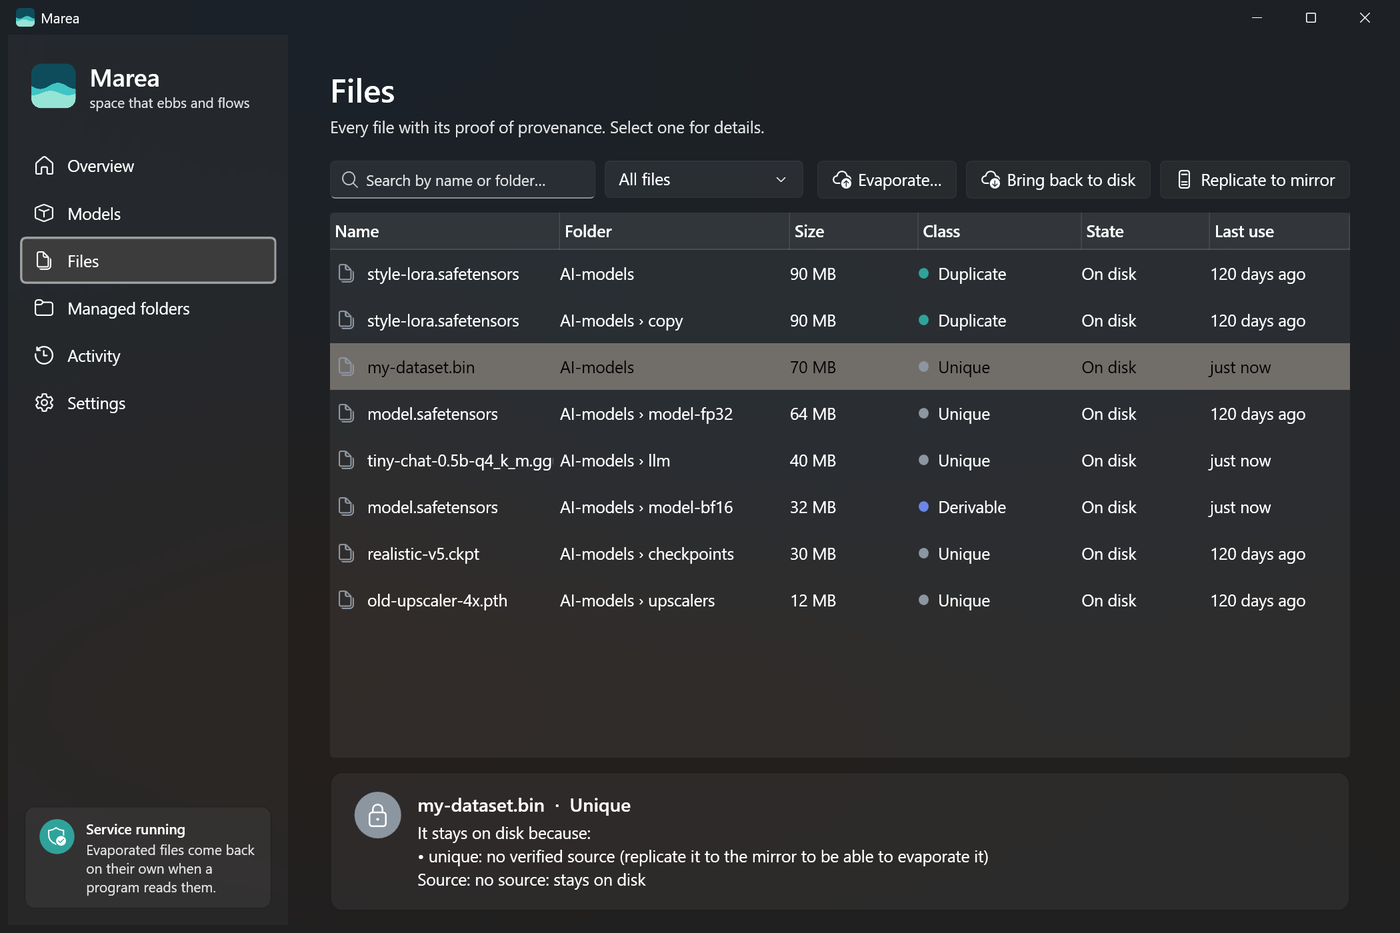 Marea
Marea
space that ebbs and flows
Overview
Models
Files
Managed folders
Activity
Settings
Service running
Evaporated files come back
on their own when a
program reads them.
Files
Every file with its proof of provenance. Select one for details.
Search by name or folder...
All files
Evaporate...
Bring back to disk
Replicate to mirror
Name Folder Size Class State Last use
style-lora.safetensors AI-models 90 MB Duplicate On disk 120 days ago
style-lora.safetensors AI-models › copy 90 MB Duplicate On disk 120 days ago
my-dataset.bin AI-models 70 MB Unique On disk just now
model.safetensors AI-models › model-fp32 64 MB Unique On disk 120 days ago
tiny-chat-0.5b-q4_k_m.gg AI-models › llm 40 MB Unique On disk just now
model.safetensors AI-models › model-bf16 32 MB Derivable On disk just now
realistic-v5.ckpt AI-models › checkpoints 30 MB Unique On disk 120 days ago
old-upscaler-4x.pth AI-models › upscalers 12 MB Unique On disk 120 days ago
my-dataset.bin · Unique
It stays on disk because:
• unique: no verified source (replicate it to the mirror to be able to evaporate it)
Source: no source: stays on disk